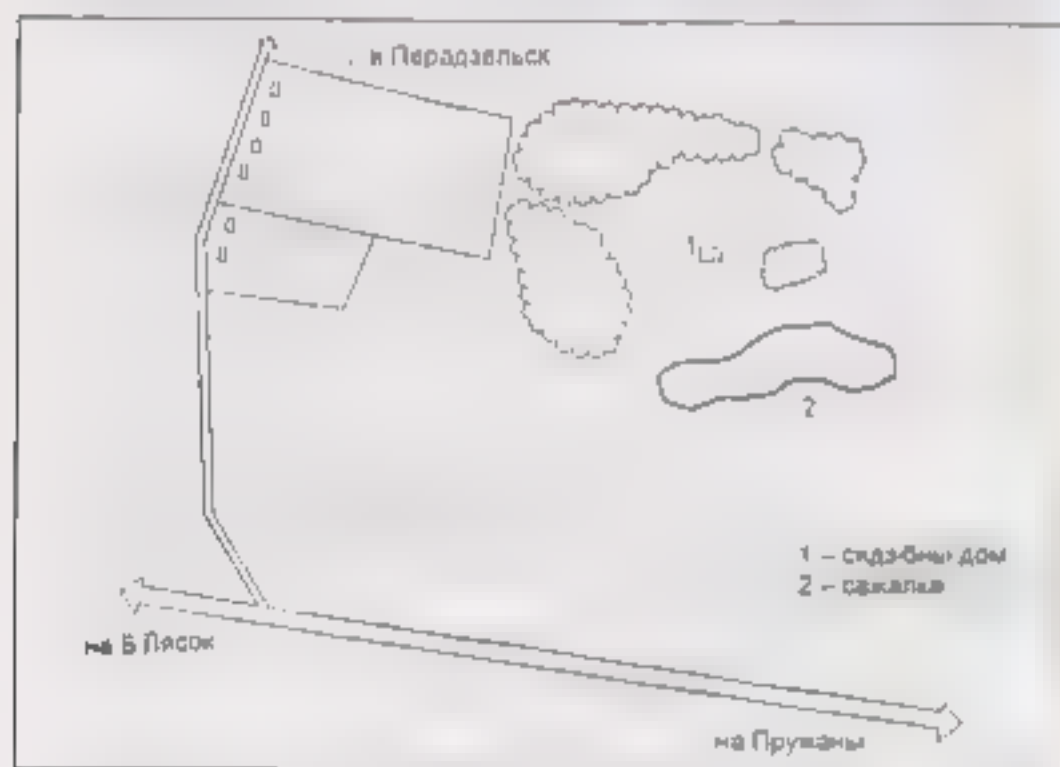 в Перадзельск
1
2
1 – сядзібны дом
2 – сажалка
на Б Лясок
на Пружаны